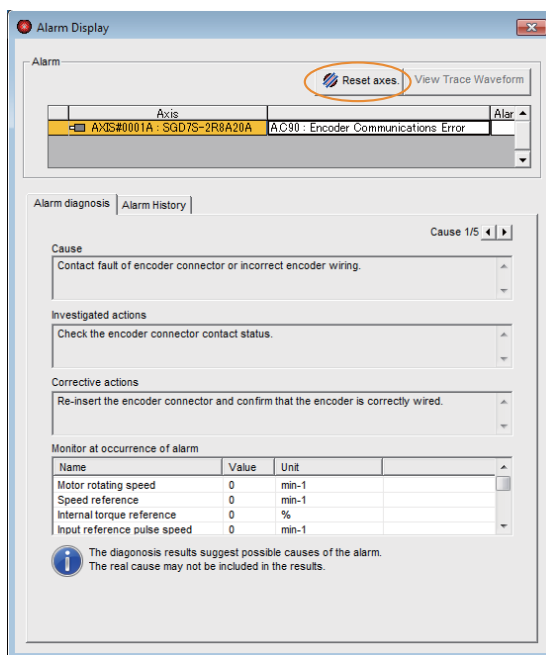 Alarm Display
Alarm
Reset axes.
View Trace Waveform
Axis
Alar
AXIS#0001A : SGD7S-2R8A20A
A.C90 : Encoder Communications Error
Alarm diagnosis
Alarm History
Cause 1/5
Cause
Contact fault of encoder connector or incorrect encoder wiring.
Investigated actions
Check the encoder connector contact status.
Corrective actions
Re-insert the encoder connector and confirm that the encoder is correctly wired.
Monitor at occurrence of alarm
Name Value Unit
Motor rotating speed 0 min-1
Speed reference 0 min-1
Internal torque reference 0 %
Input reference pulse speed 0 min-1
The diagonosis results suggest possible causes of the alarm.
The real cause may not be included in the results.